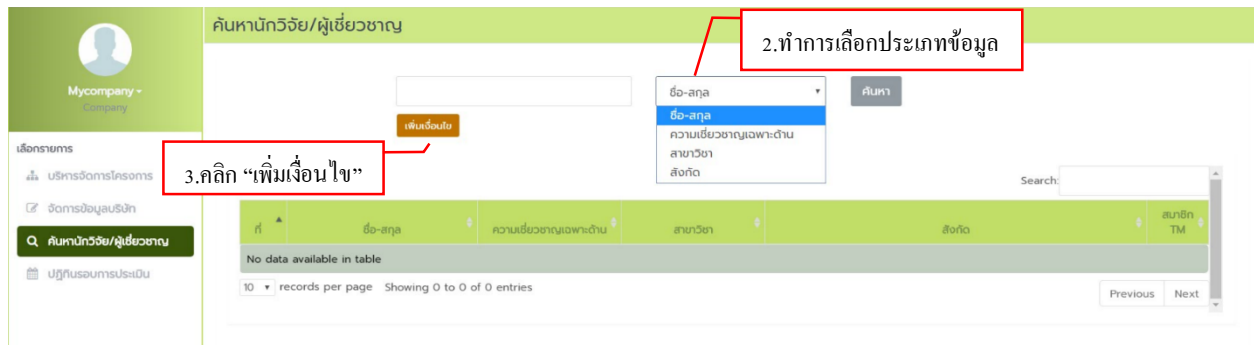 ค้นหานักวิจัย/ผู้เชี่ยวชาญ
2.ทำการเลือกประเภทข้อมูล
Mycompany
Company
ชื่อ-สกุล
ค้นหา
ชื่อ-สกุล
ความเชี่ยวชาญเฉพาะด้าน
สาขาวิชา
สังกัด
เพิ่มเงื่อนไข
3.คลิก “เพิ่มเงื่อนไข”
เลือกรายการ
บริหารจัดการโครงการ
จัดการข้อมูลบริษัท
ค้นหานักวิจัย/ผู้เชี่ยวชาญ
ปฏิทินรอบการประเมิน
Search:
ที่ ชื่อ-สกุล ความเชี่ยวชาญเฉพาะด้าน สาขาวิชา สังกัด สมาชิก TM
No data available in table
10 records per page Showing 0 to 0 of 0 entries
Previous Next